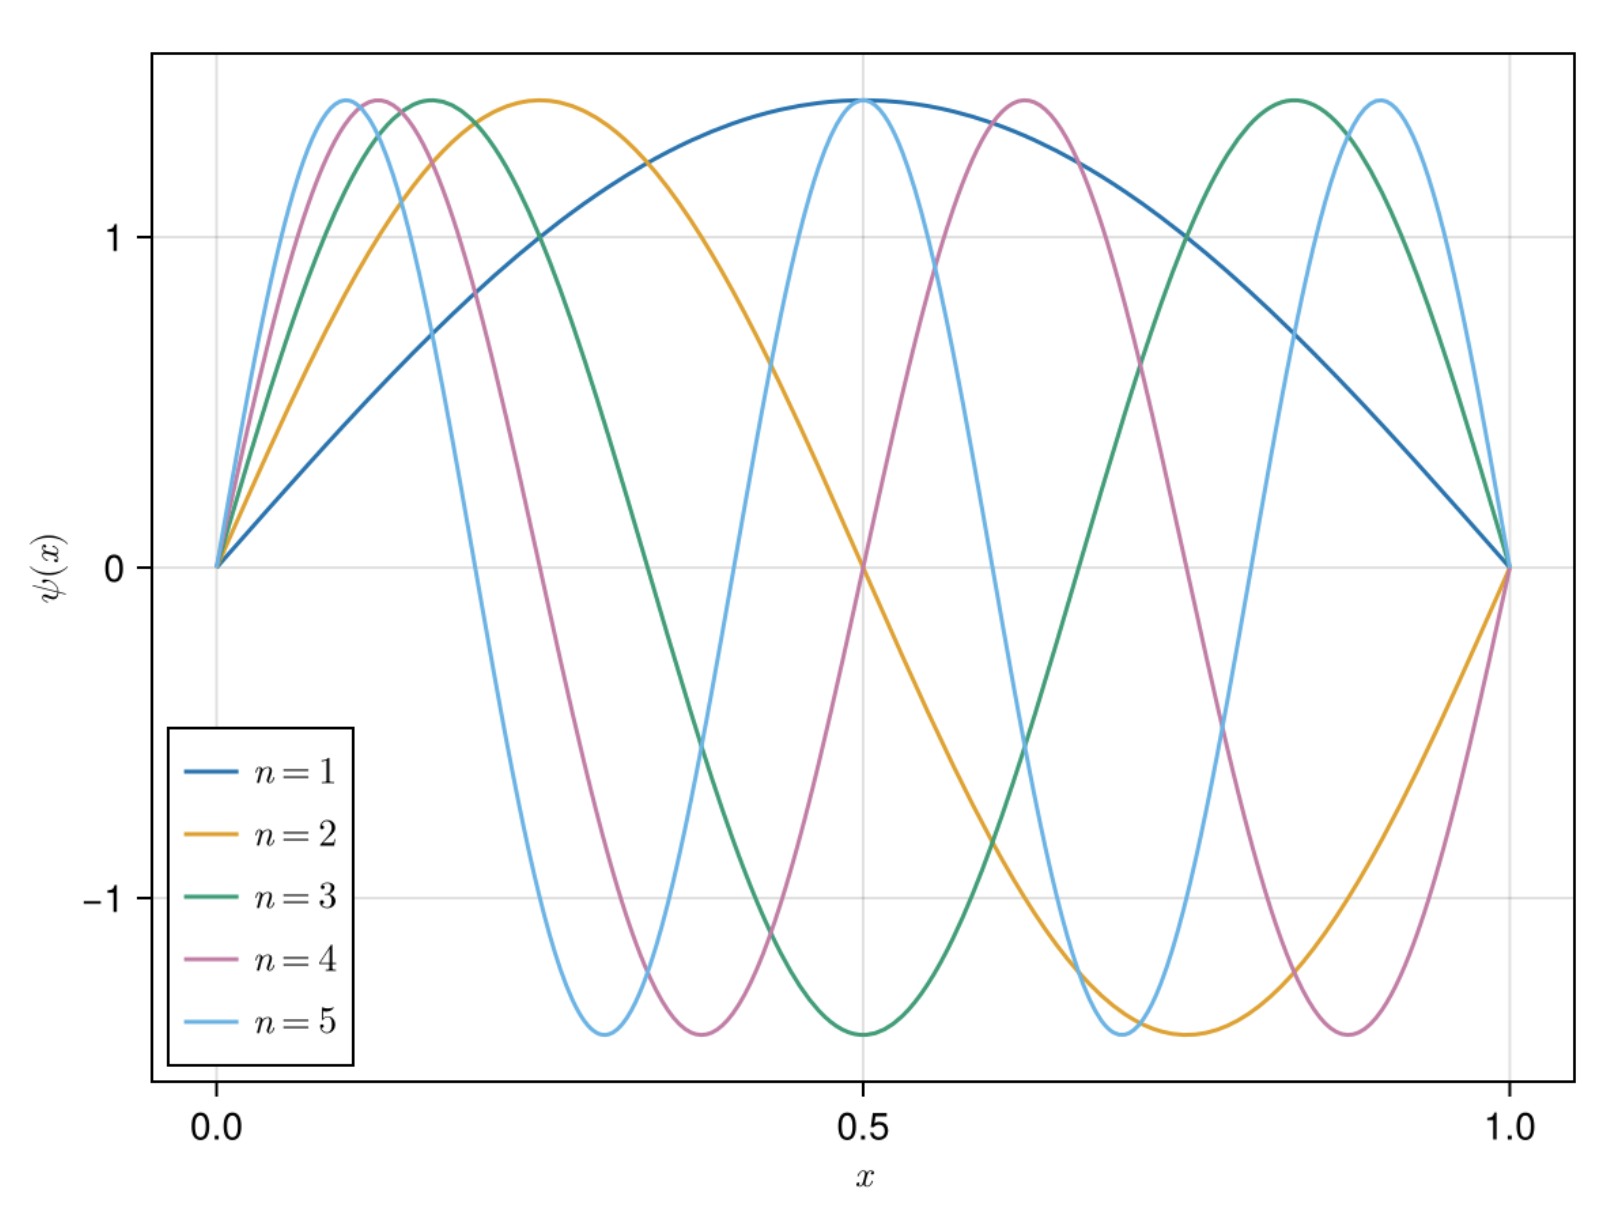 1
0
−1
ψ(x)
n = 1
n = 2
n = 3
n = 4
n = 5
0.0 0.5 1.0
x